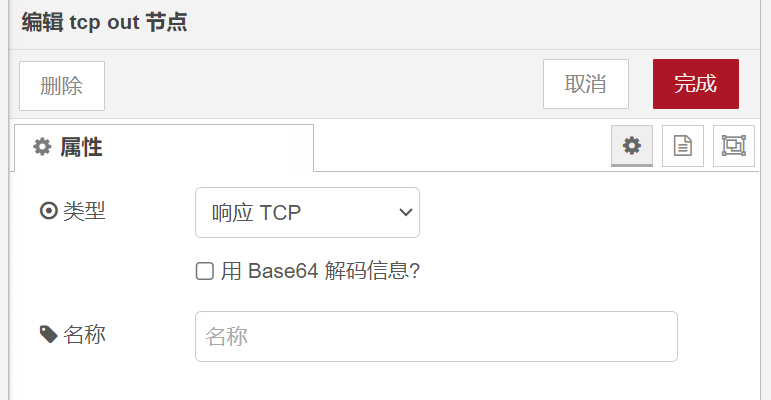 编辑 tcp out 节点
删除
取消
完成
属性
类型
响应 TCP
用 Base64 解码信息?
名称
名称